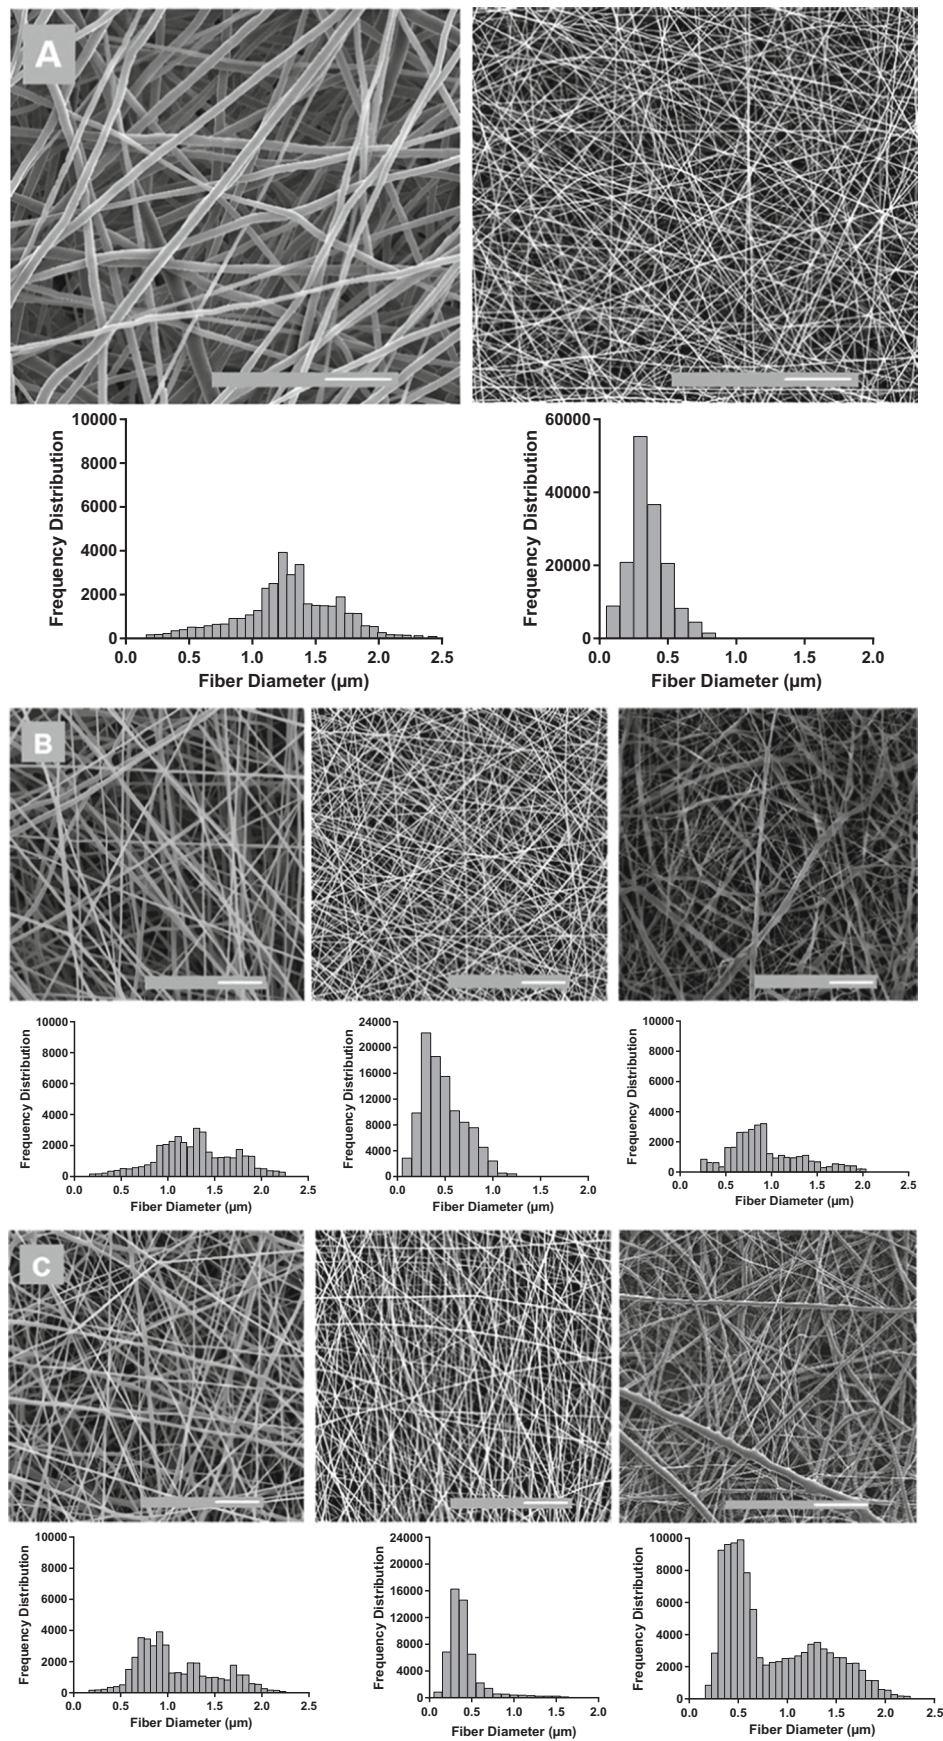 A
10000
8000
6000
4000
2000
0
Frequency Distribution
0.0 0.5 1.0 1.5 2.0 2.5
Fiber Diameter (µm)
60000
40000
20000
0
Frequency Distribution
0.0 0.5 1.0 1.5 2.0
Fiber Diameter (µm)
B
10000
8000
6000
4000
2000
0
Frequency Distribution
0.0 0.5 1.0 1.5 2.0 2.5
Fiber Diameter (µm)
24000
20000
16000
12000
8000
4000
0
Frequency Distribution
0.0 0.5 1.0 1.5 2.0
Fiber Diameter (µm)
10000
8000
6000
4000
2000
0
Frequency Distribution
0.0 0.5 1.0 1.5 2.0 2.5
Fiber Diameter (µm)
C
10000
8000
6000
4000
2000
0
Frequency Distribution
0.0 0.5 1.0 1.5 2.0 2.5
Fiber Diameter (µm)
24000
20000
16000
12000
8000
4000
0
Frequency Distribution
0.0 0.5 1.0 1.5 2.0
Fiber Diameter (µm)
10000
8000
6000
4000
2000
0
Frequency Distribution
0.0 0.5 1.0 1.5 2.0 2.5
Fiber Diameter (µm)